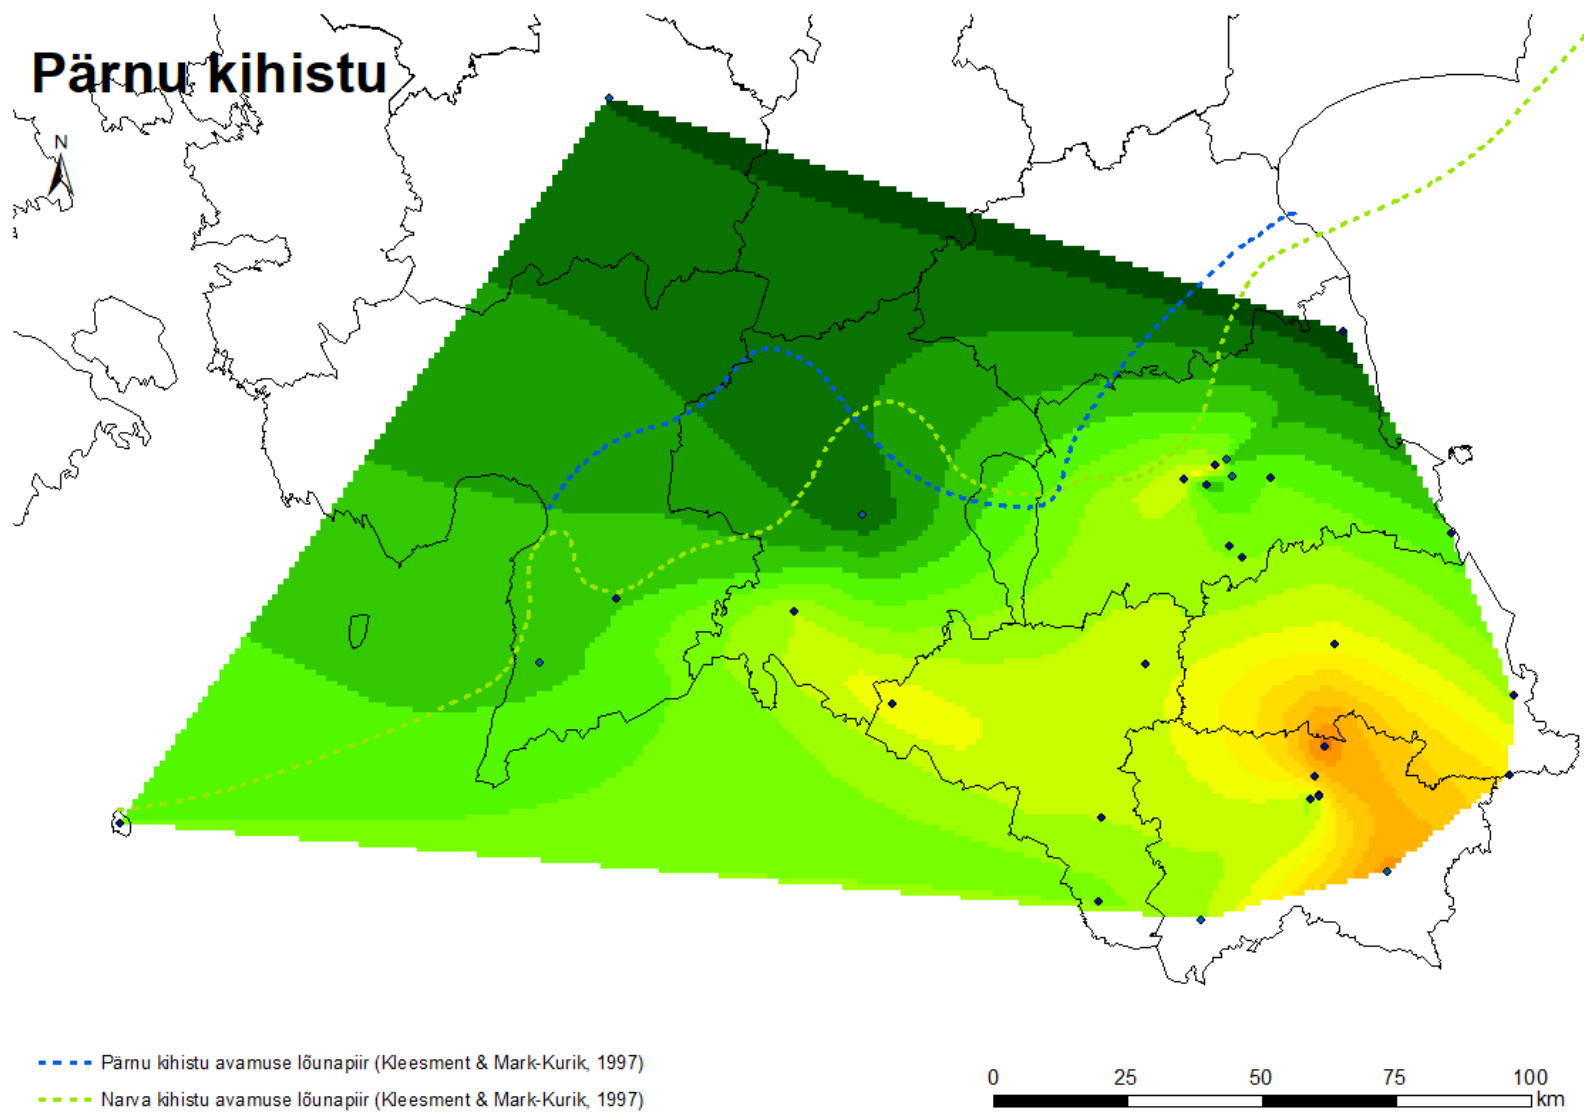 Pärnu kihistu
N
Pärnu kihistu avamuse lõunapiir (Kleesment & Mark-Kurik, 1997)
Narva kihistu avamuse lõunapiir (Kleesment & Mark-Kurik, 1997)
0 25 50 75 100
km